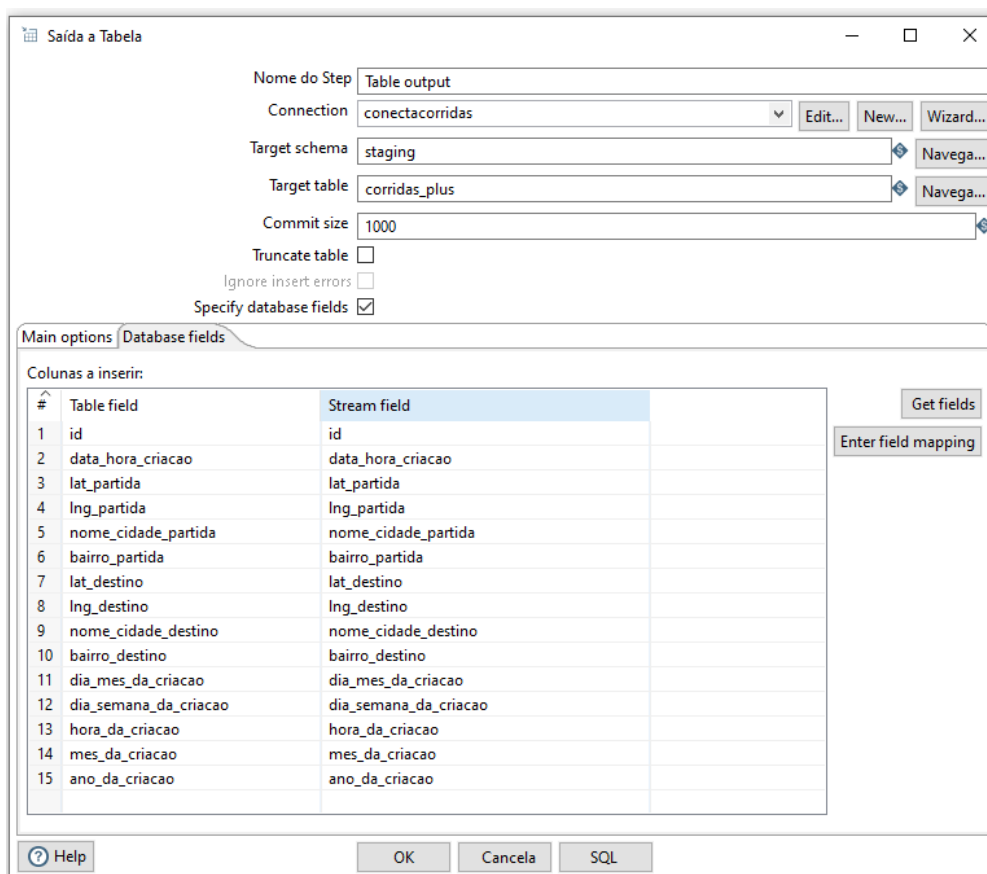 Saída a Tabela
Nome do Step Table output
Connection conectacorridas Edit... New... Wizard...
Target schema staging Navega...
Target table corridas_plus Navega...
Commit size 1000
Truncate table
Ignore insert errors
Specify database fields
Main options Database fields
Colunas a inserir:
# Table field Stream field Get fields
1 id id
Enter field mapping
2 data_hora_criacao data_hora_criacao
3 lat_partida lat_partida
4 lng_partida lng_partida
5 nome_cidade_partida nome_cidade_partida
6 bairro_partida bairro_partida
7 lat_destino lat_destino
8 lng_destino lng_destino
9 nome_cidade_destino nome_cidade_destino
10 bairro_destino bairro_destino
11 dia_mes_da_criacao dia_mes_da_criacao
12 dia_semana_da_criacao dia_semana_da_criacao
13 hora_da_criacao hora_da_criacao
14 mes_da_criacao mes_da_criacao
15 ano_da_criacao ano_da_criacao
? Help OK Cancela SQL